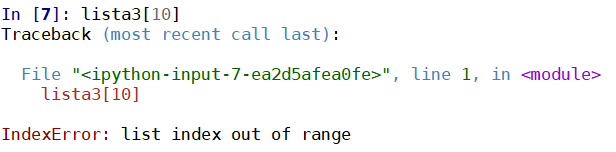 In [7]: lista3[10]
Traceback (most recent call last):
File "<ipython-input-7-ea2d5afea0fe>", line 1, in <module>
lista3[10]
IndexError: list index out of range